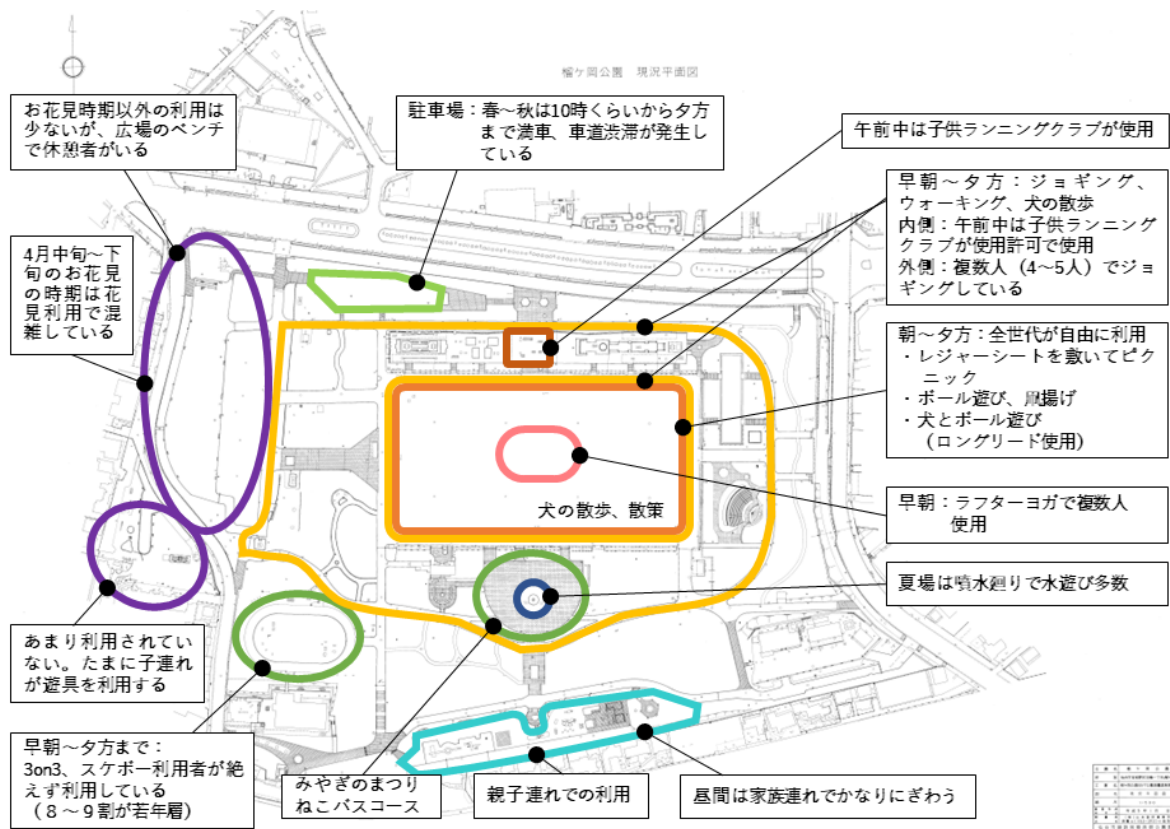 榴ケ岡公園 現況平面図
お花見時期以外の利用は
少ないが、広場のベンチ
で休憩者がいる
駐車場：春～秋は10時くらいから夕方
まで満車、車道渋滞が発生し
ている
午前中は子供ランニングクラブが使用
早朝～夕方：ジョギング、
ウォーキング、犬の散歩
内側：午前中は子供ランニング
クラブが使用許可で使用
外側：複数人（4～5人）でジョ
ギングしている
4月中旬～下
旬のお花見
の時期は花
見利用で混
雑している
朝～夕方：全世代が自由に利用
・レジャーシートを敷いてピク
ニック
・ボール遊び、凧揚げ
・犬とボール遊び
（ロングリード使用）
犬の散歩、散策
早朝：ラフターヨガで複数人
使用
夏場は噴水廻りで水遊び多数
あまり利用されてい
ない。たまに子連れ
が遊具を利用する
早朝～夕方まで：
3on3、スケボー利用者が絶
えず利用している
（８～９割が若年層）
みやぎのまつり
ねこバスコース
親子連れでの利用
昼間は家族連れでかなりにぎわう